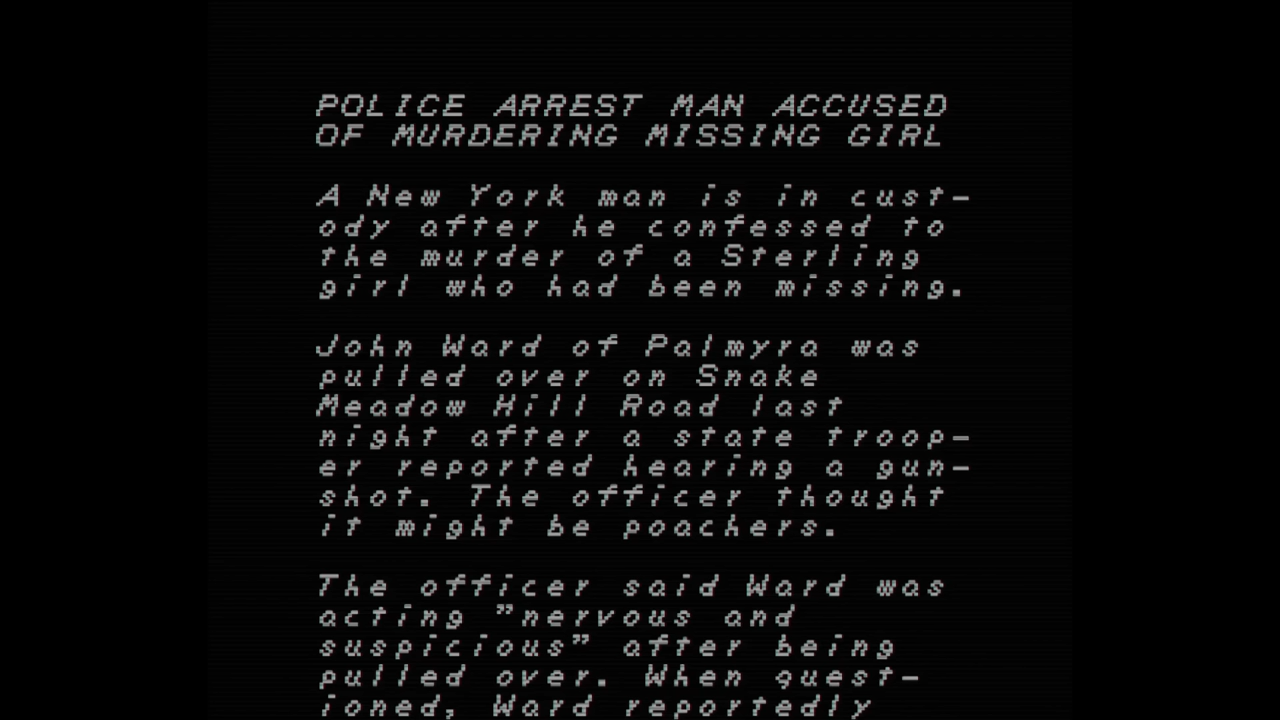 POLICE ARREST MAN ACCUSED
OF MURDERING MISSING GIRL
A New York man is in cust-
ody after he confessed to
the murder of a Sterling
girl who had been missing.
John Ward of Palmyra was
pulled over on Snake
Meadow Hill Road last
night after a state troop-
er reported hearing a gun-
shot. The officer thought
it might be poachers.
The officer said Ward was
acting "nervous and
suspicious" after being
pulled over. When quest-
ioned, Ward reportedly